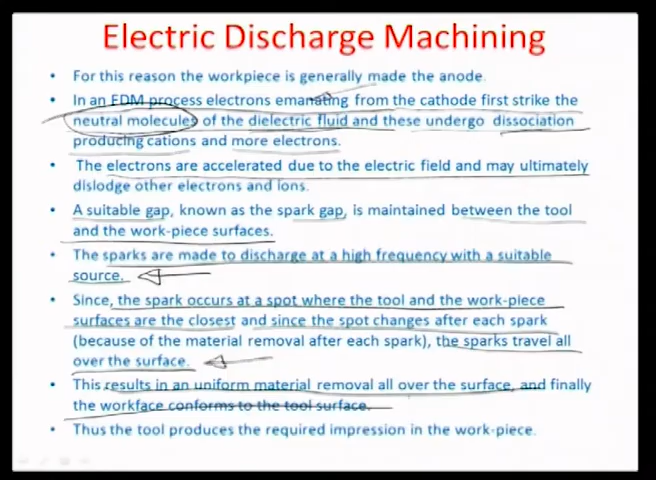 Electric Discharge Machining
• For this reason the workpiece is generally made the anode.
• In an EDM process electrons emanating from the cathode first strike the
neutral molecules of the dielectric fluid and these undergo dissociation
producing cations and more electrons.
• The electrons are accelerated due to the electric field and may ultimately
dislodge other electrons and ions.
• A suitable gap, known as the spark gap, is maintained between the tool
and the work-piece surfaces.
• The sparks are made to discharge at a high frequency with a suitable
source.
• Since, the spark occurs at a spot where the tool and the work-piece
surfaces are the closest and since the spot changes after each spark
(because of the material removal after each spark), the sparks travel all
over the surface.
• This results in an uniform material removal all over the surface, and finally
the workface conforms to the tool surface.
• Thus the tool produces the required impression in the work-piece.